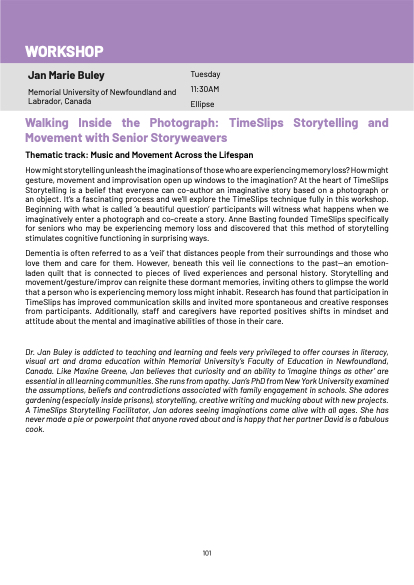 WORKSHOP
Jan Marie Buley
Memorial University of Newfoundland and
Labrador, Canada
Tuesday
11:30AM
Ellipse
Walking Inside the Photograph: TimeSlips Storytelling and
Movement with Senior Storyweavers
Thematic track: Music and Movement Across the Lifespan
How might storytelling unleash the imaginations of those who are experiencing memory loss? How might
gesture, movement and improvisation open up windows to the imagination? At the heart of TimeSlips
Storytelling is a belief that everyone can co-author an imaginative story based on a photograph or
an object. It's a fascinating process and we'll explore the TimeSlips technique fully in this workshop.
Beginning with what is called 'a beautiful question' participants will witness what happens when we
imaginatively enter a photograph and co-create a story. Anne Basting founded TimeSlips specifically
for seniors who may be experiencing memory loss and discovered that this method of storytelling
stimulates cognitive functioning in surprising ways.
Dementia is often referred to as a 'veil' that distances people from their surroundings and those who
love them and care for them. However, beneath this veil lie connections to the past—an emotion-
laden quilt that is connected to pieces of lived experiences and personal history. Storytelling and
movement/gesture/improv can reignite these dormant memories, inviting others to glimpse the world
that a person who is experiencing memory loss might inhabit. Research has found that participation in
TimeSlips has improved communication skills and invited more spontaneous and creative responses
from participants. Additionally, staff and caregivers have reported positives shifts in mindset and
attitude about the mental and imaginative abilities of those in their care.
Dr. Jan Buley is addicted to teaching and learning and feels very privileged to offer courses in literacy,
visual art and drama education within Memorial University's Faculty of Education in Newfoundland,
Canada. Like Maxine Greene, Jan believes that curiosity and an ability to 'imagine things as other' are
essential in all learning communities. She runs from apathy. Jan's PhD from New York University examined
the assumptions, beliefs and contradictions associated with family engagement in schools. She adores
gardening (especially inside prisons), storytelling, creative writing and mucking about with new projects.
A TimeSlips Storytelling Facilitator, Jan adores seeing imaginations come alive with all ages. She has
never made a pie or powerpoint that anyone raved about and is happy that her partner David is a fabulous
cook.
101